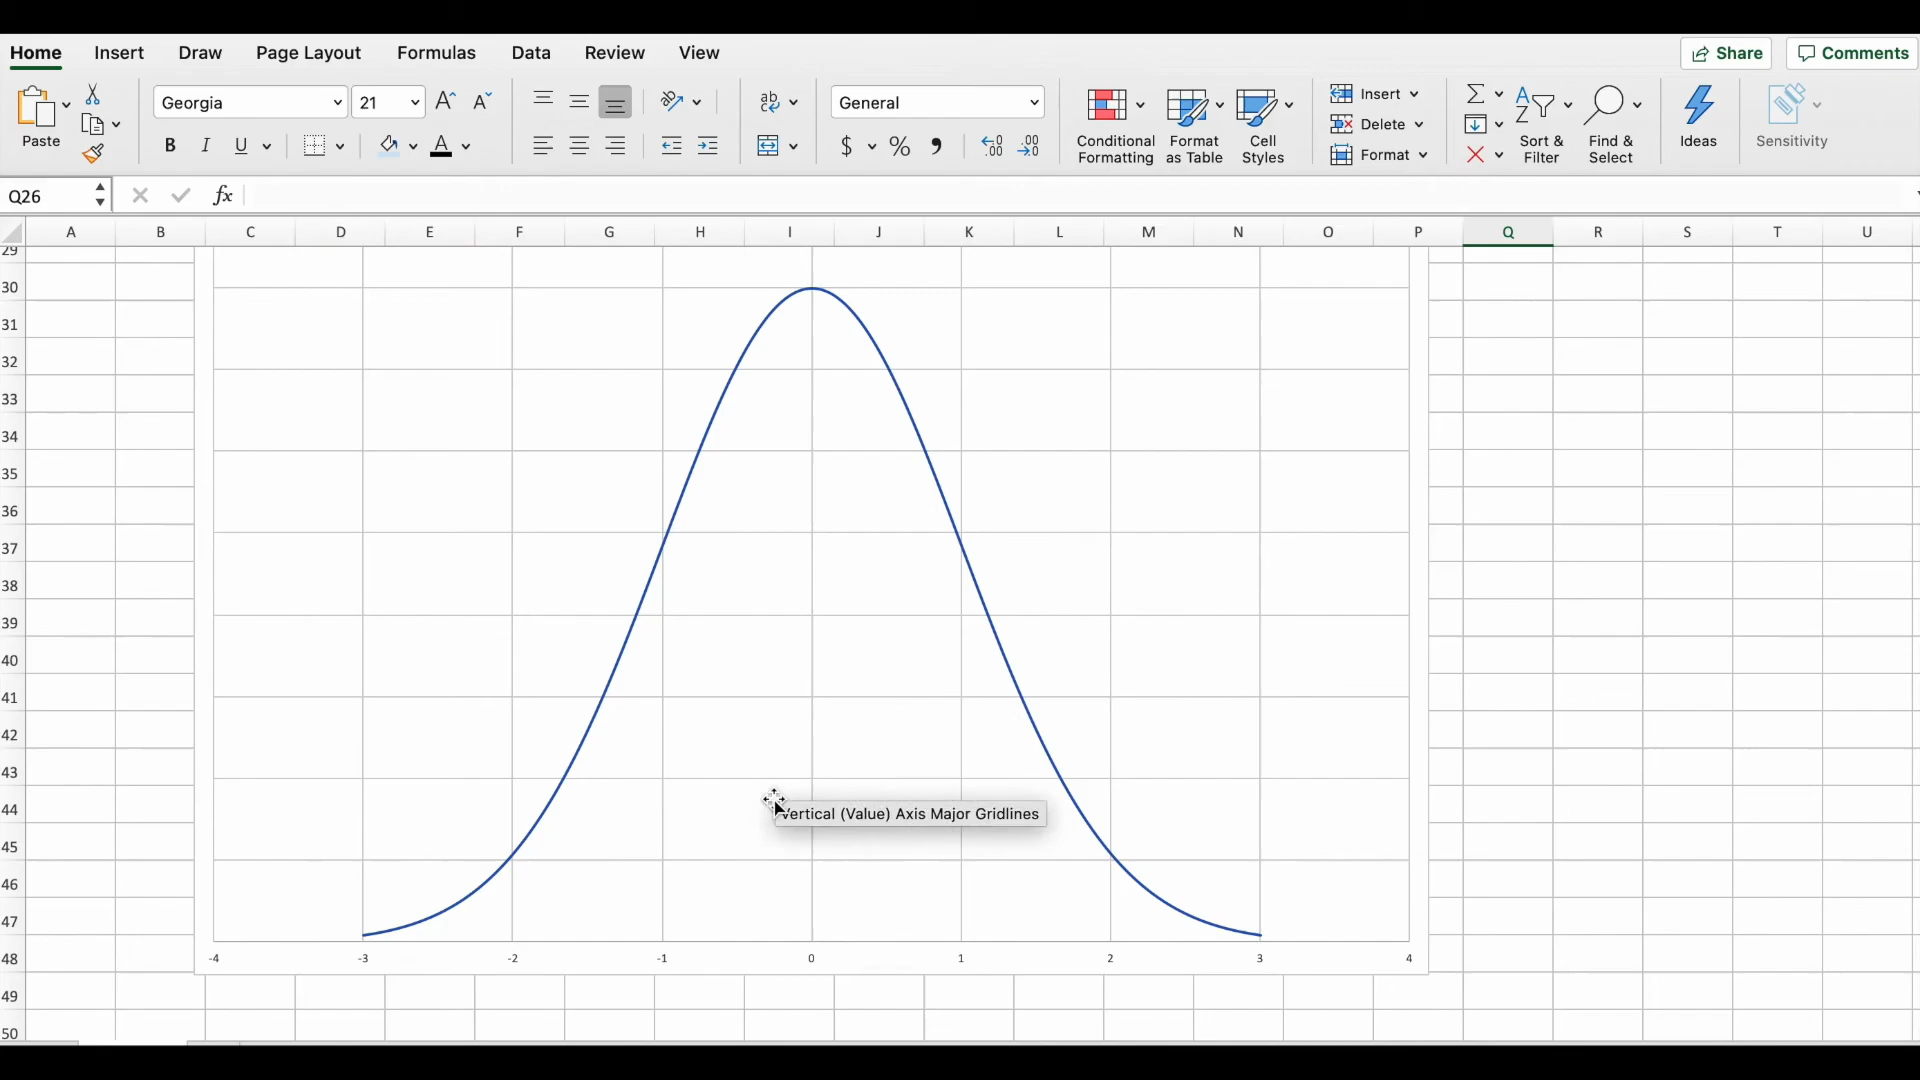 Home Insert Draw Page Layout Formulas Data Review View Share Comments
Georgia 21 General Insert
Delete
Paste B I U Conditional Formatting Format as Table Cell Styles Format Sort & Filter Find & Select Ideas Sensitivity
Q26 fx
A B C D E F G H I J K L M N O P Q R S T U
29
30
31
32
33
34
35
36
37
38
39
40
41
42
43
44 Vertical (Value) Axis Major Gridlines
45
46
47
48 -4 -3 -2 -1 0 1 2 3 4
49
50